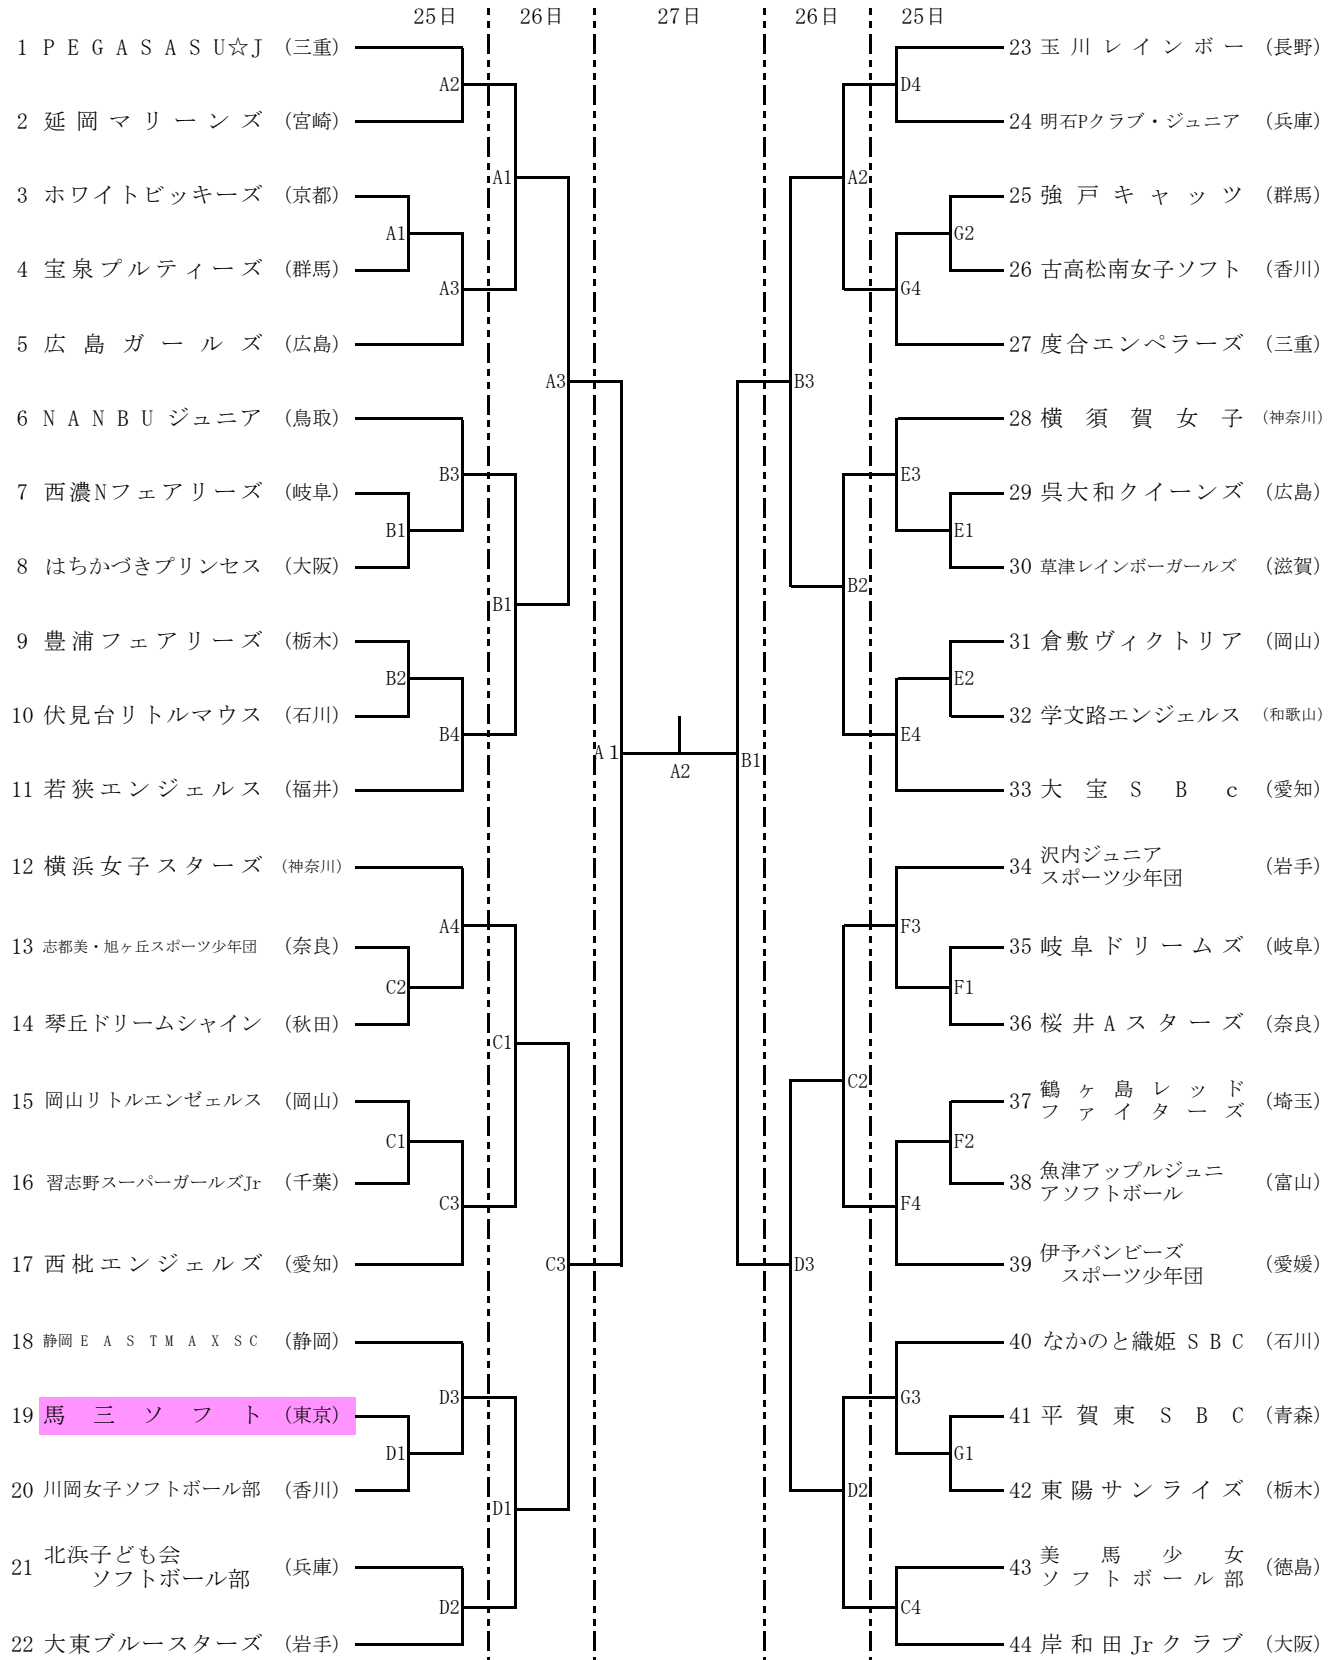 25日 26日 27日 26日 25日
1 PEGASASU☆J (三重)
A2
2 延岡マリーンズ (宮崎)
A1
3 ホワイトビッキーズ (京都)
A1
4 宝泉プルティーズ (群馬)
A3
5 広島ガールズ (広島)
A3
6 NANBUジュニア (鳥取)
B3
7 西濃Nフェアリーズ (岐阜)
B1
8 はちかづきプリンセス (大阪)
B1
9 豊浦フェアリーズ (栃木)
B2
10 伏見台リトルマウス (石川)
B4
11 若狭エンジェルス (福井)
A1
12 横浜女子スターズ (神奈川)
A4
13 志都美・旭ヶ丘スポーツ少年団 (奈良)
C2
14 琴丘ドリームシャイン (秋田)
C1
15 岡山リトルエンゼェルス (岡山)
C1
16 習志野スーパーガールズJr (千葉)
C3
17 西枇エンジェルズ (愛知)
C3
18 静岡EASTMAXSC (静岡)
D3
19 馬三ソフト (東京)
D1
20 川岡女子ソフトボール部 (香川)
D1
21 北浜子ども会
ソフトボール部 (兵庫)
D2
22 大東ブルースターズ (岩手)
A2
23 玉川レインボー (長野)
D4
24 明石Pクラブ・ジュニア (兵庫)
A2
25 強戸キャッツ (群馬)
G2
26 古高松南女子ソフト (香川)
G4
27 度合エンペラーズ (三重)
B3
28 横須賀女子 (神奈川)
E3
29 呉大和クイーンズ (広島)
E1
30 草津レインボーガールズ (滋賀)
B2
31 倉敷ヴィクトリア (岡山)
E2
32 学文路エンジェルス (和歌山)
E4
33 大宝SBc (愛知)
B1
34 沢内ジュニア
スポーツ少年団 (岩手)
F3
35 岐阜ドリームズ (岐阜)
F1
36 桜井Aスターズ (奈良)
C2
37 鶴ヶ島レッド
ファイターズ (埼玉)
F2
38 魚津アップルジュニ
アソフトボール (富山)
F4
39 伊予バンビーズ
スポーツ少年団 (愛媛)
D3
40 なかのと織姫SBC (石川)
G3
41 平賀東SBC (青森)
G1
42 東陽サンライズ (栃木)
D2
43 美馬少女
ソフトボール部 (徳島)
C4
44 岸和田Jrクラブ (大阪)